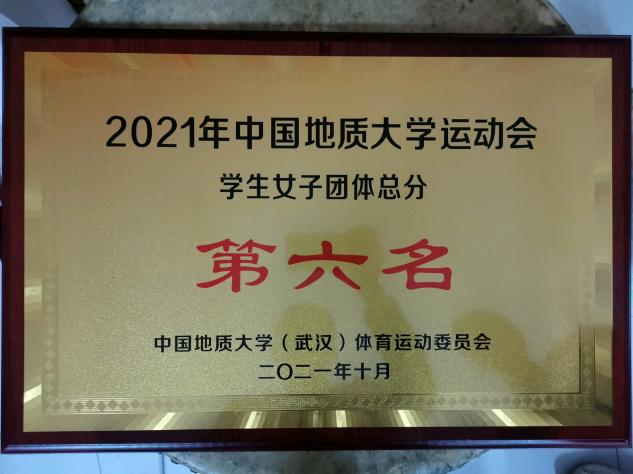 2021年中国地质大学运动会
学生女子团体总分
第六名
中国地质大学（武汉）体育运动委员会
二〇二一年十月